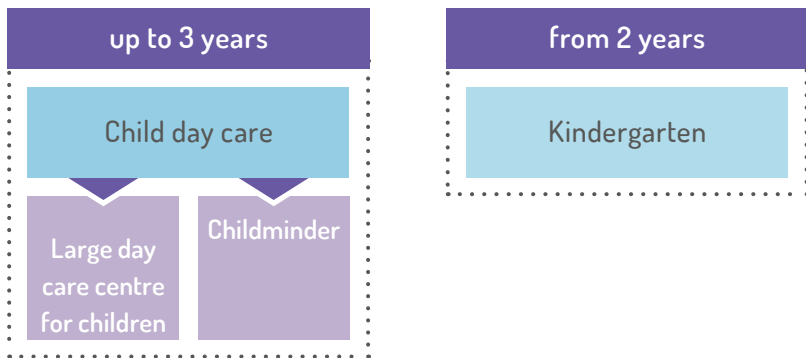 up to 3 years
Child day care
Large day
care centre
for children
Childminder
from 2 years
Kindergarten